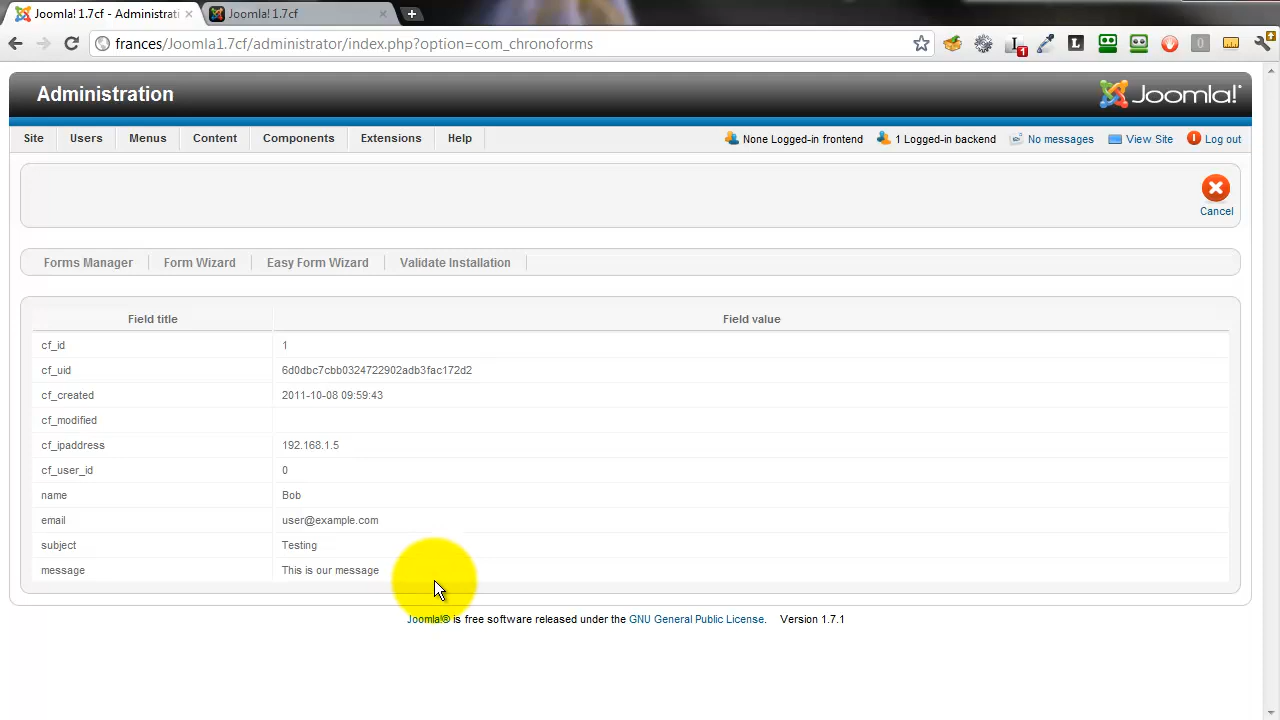 Joomla! 1.7cf - Administrati
Joomla! 1.7cf
frances/Joomla1.7cf/administrator/index.php?option=com_chronoforms
1
L
0
Administration
Joomla!
Site Users Menus Content Components Extensions Help None Logged-in frontend 1 Logged-in backend No messages View Site Log out
Cancel
Forms Manager Form Wizard Easy Form Wizard Validate Installation
Field title Field value
cf_id 1
cf_uid 6d0dbc7cbb0324722902adb3fac172d2
cf_created 2011-10-08 09:59:43
cf_modified
cf_ipaddress 192.168.1.5
cf_user_id 0
name Bob
email user@example.com
subject Testing
message This is our message
Joomla!® is free software released under the GNU General Public License. Version 1.7.1